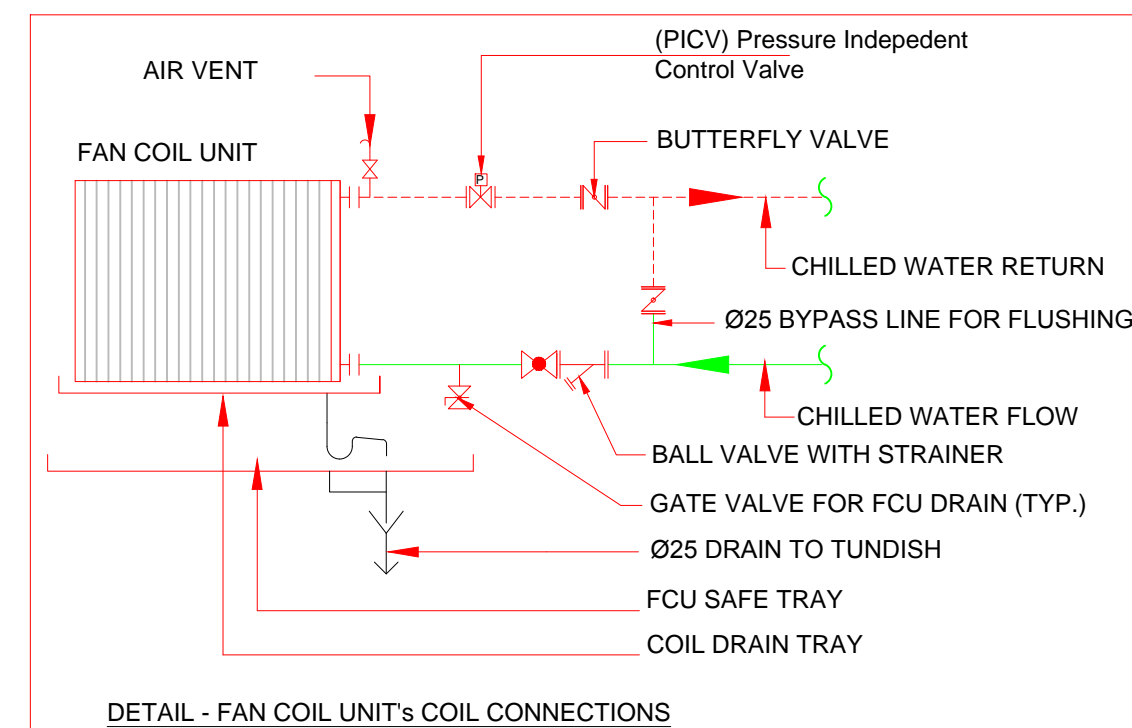 (PICV) Pressure Indepedent
Control Valve
AIR VENT
BUTTERFLY VALVE
FAN COIL UNIT
P
CHILLED WATER RETURN
Ø25 BYPASS LINE FOR FLUSHING
CHILLED WATER FLOW
BALL VALVE WITH STRAINER
GATE VALVE FOR FCU DRAIN (TYP.)
Ø25 DRAIN TO TUNDISH
FCU SAFE TRAY
COIL DRAIN TRAY
DETAIL - FAN COIL UNIT's COIL CONNECTIONS